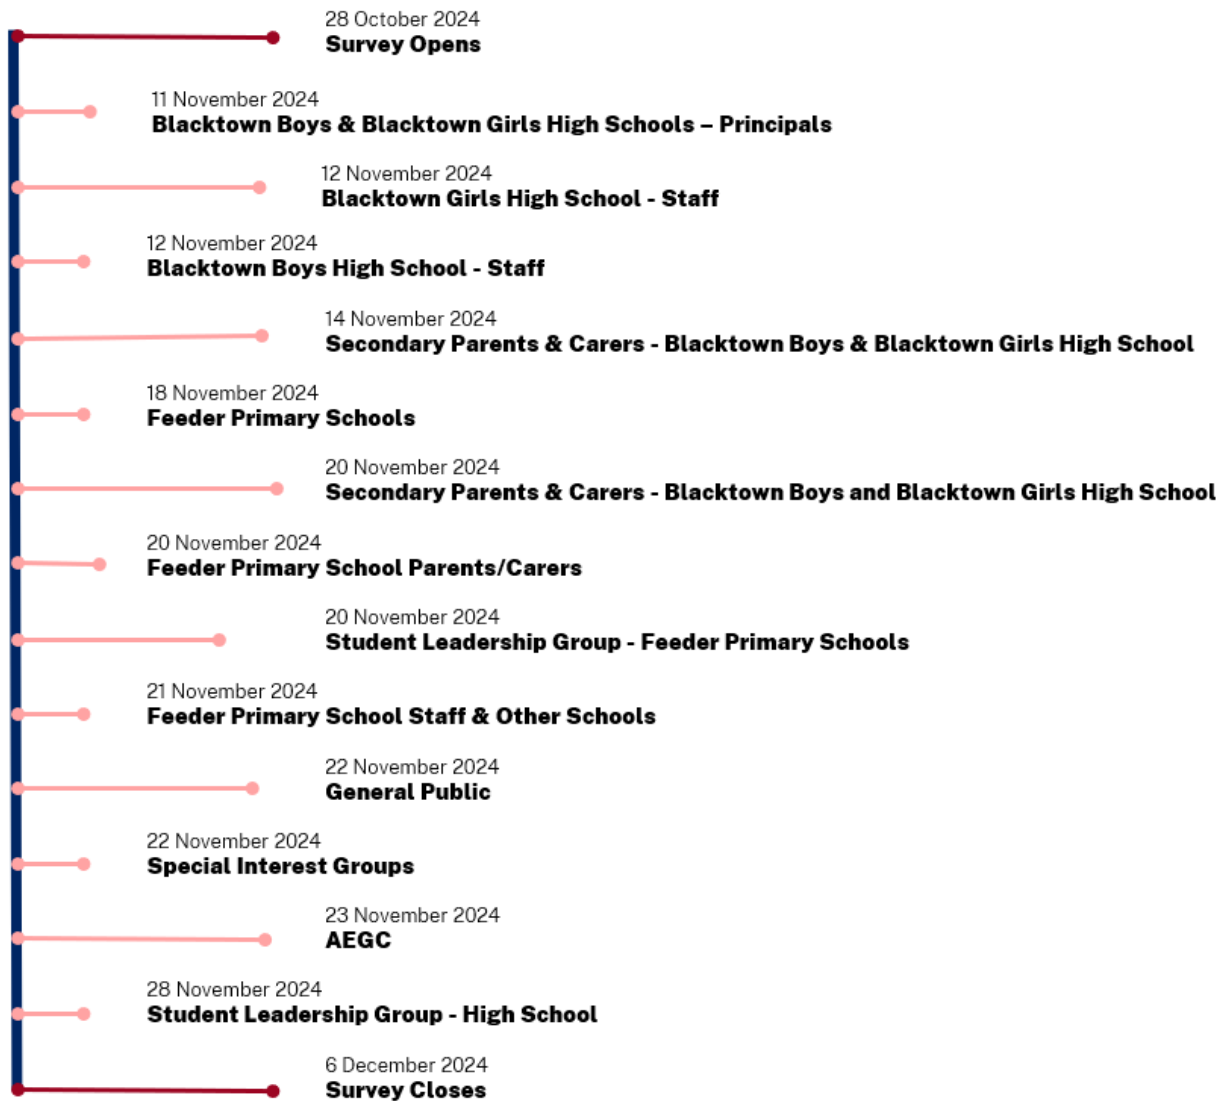 28 October 2024
Survey Opens
11 November 2024
Blacktown Boys & Blacktown Girls High Schools – Principals
12 November 2024
Blacktown Girls High School - Staff
12 November 2024
Blacktown Boys High School - Staff
14 November 2024
Secondary Parents & Carers - Blacktown Boys & Blacktown Girls High School
18 November 2024
Feeder Primary Schools
20 November 2024
Secondary Parents & Carers - Blacktown Boys and Blacktown Girls High School
20 November 2024
Feeder Primary School Parents/Carers
20 November 2024
Student Leadership Group - Feeder Primary Schools
21 November 2024
Feeder Primary School Staff & Other Schools
22 November 2024
General Public
22 November 2024
Special Interest Groups
23 November 2024
AEGC
28 November 2024
Student Leadership Group - High School
6 December 2024
Survey Closes